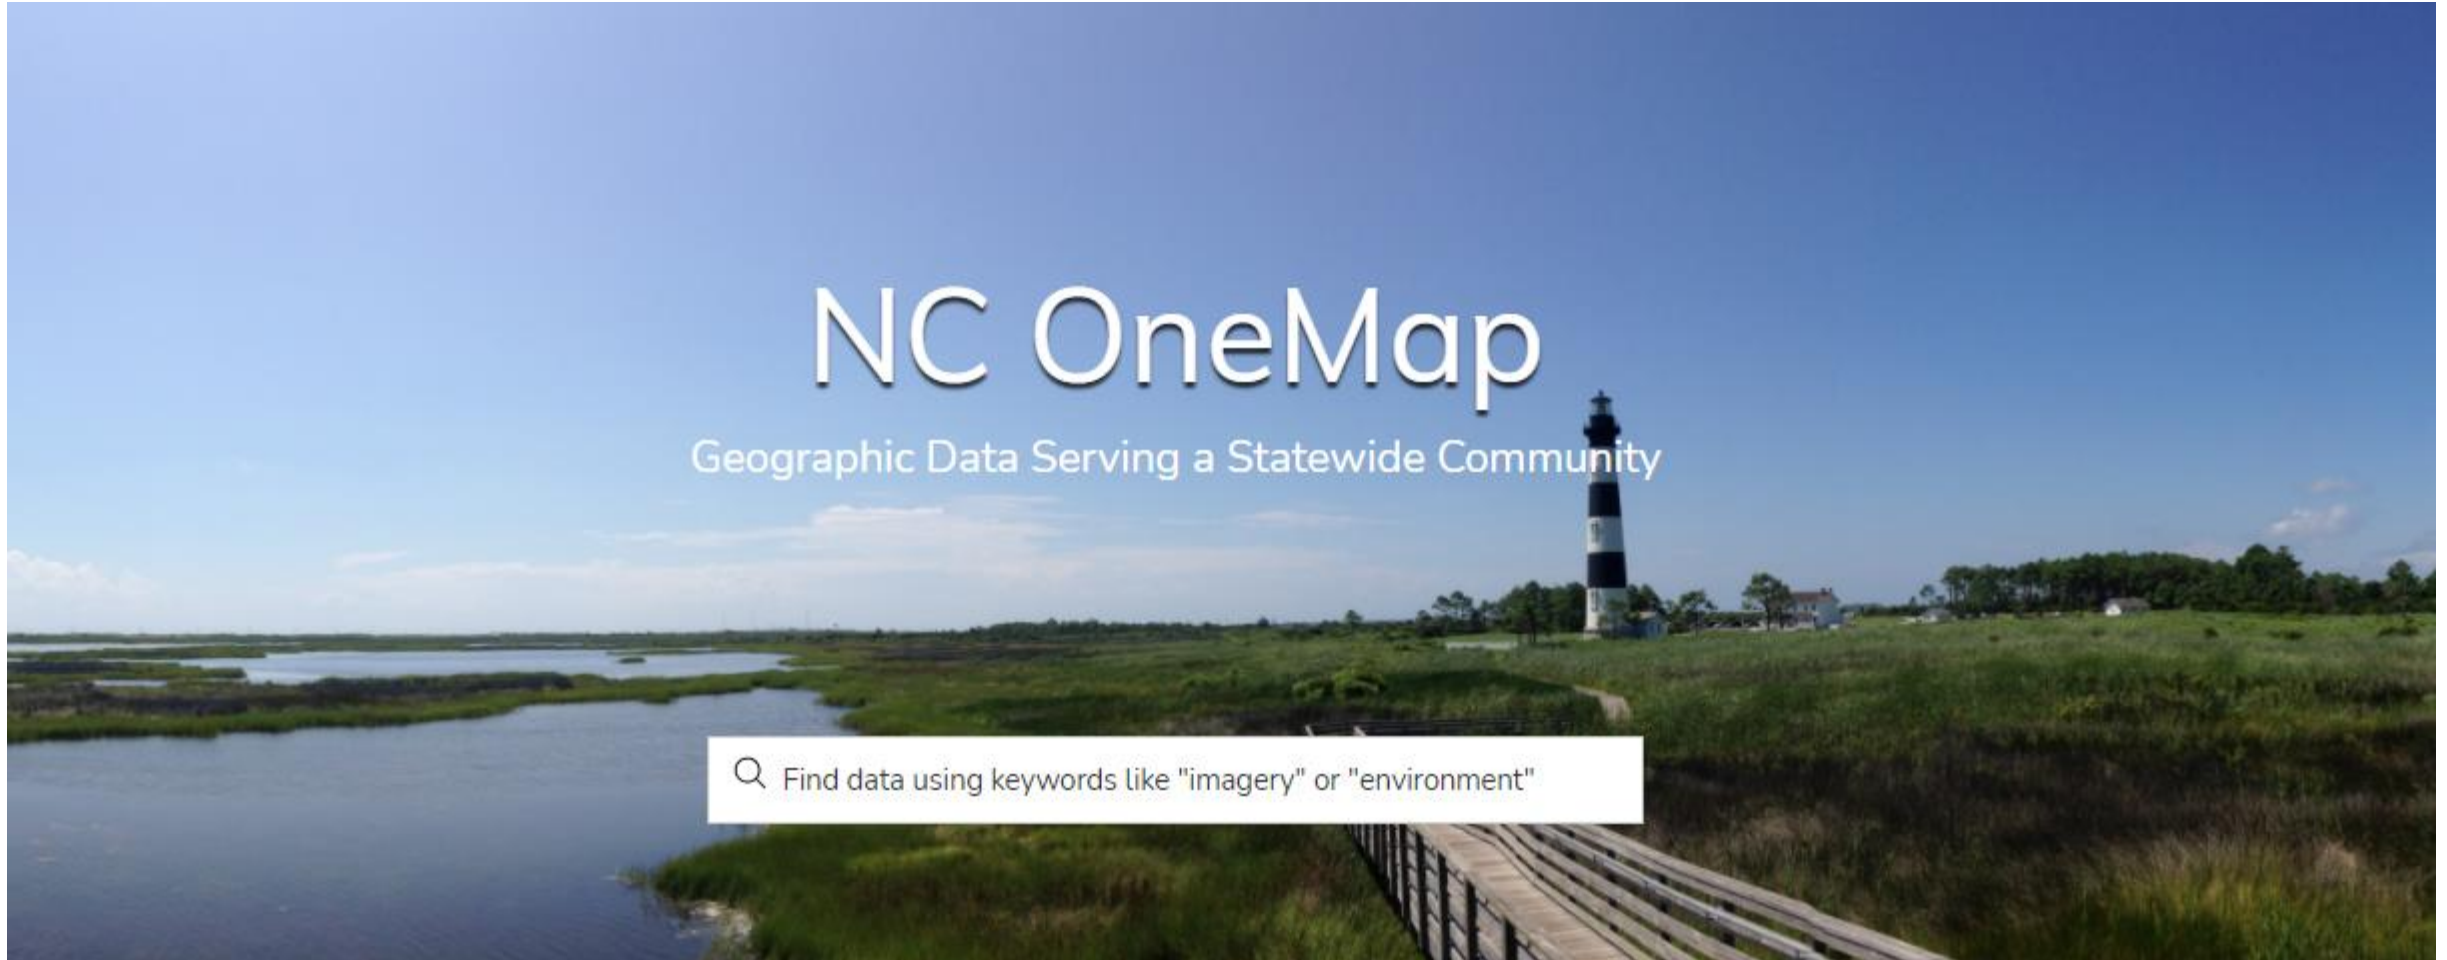 NC OneMap
Geographic Data Serving a Statewide Community
Find data using keywords like "imagery" or "environment"